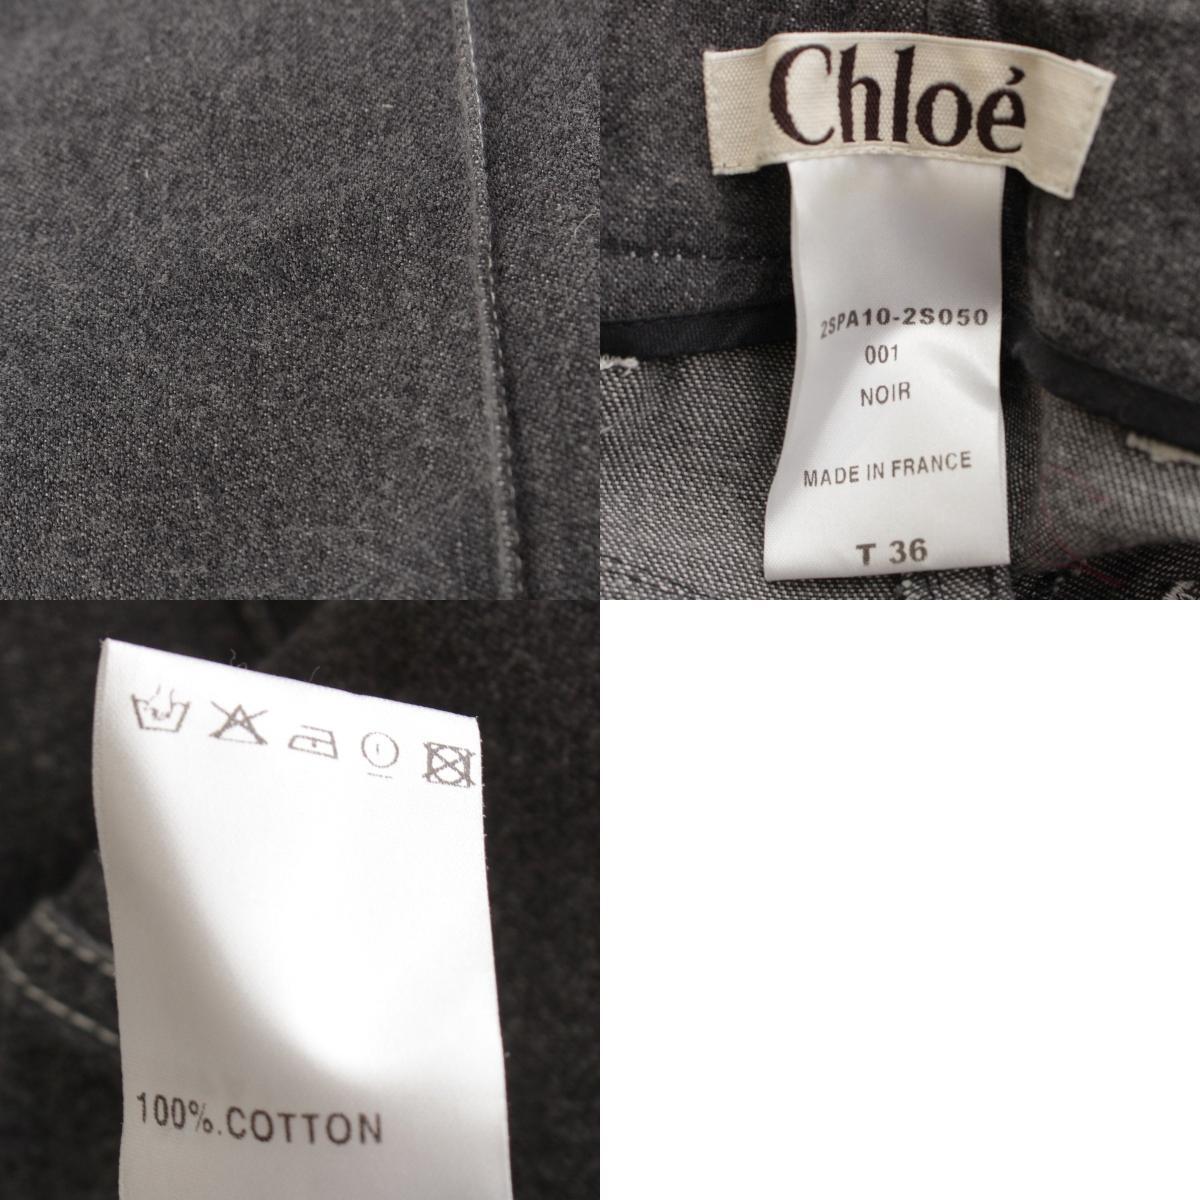 Chloé
2SPA10-2S050
001
NOIR
MADE IN FRANCE
T 36
100%.COTTON